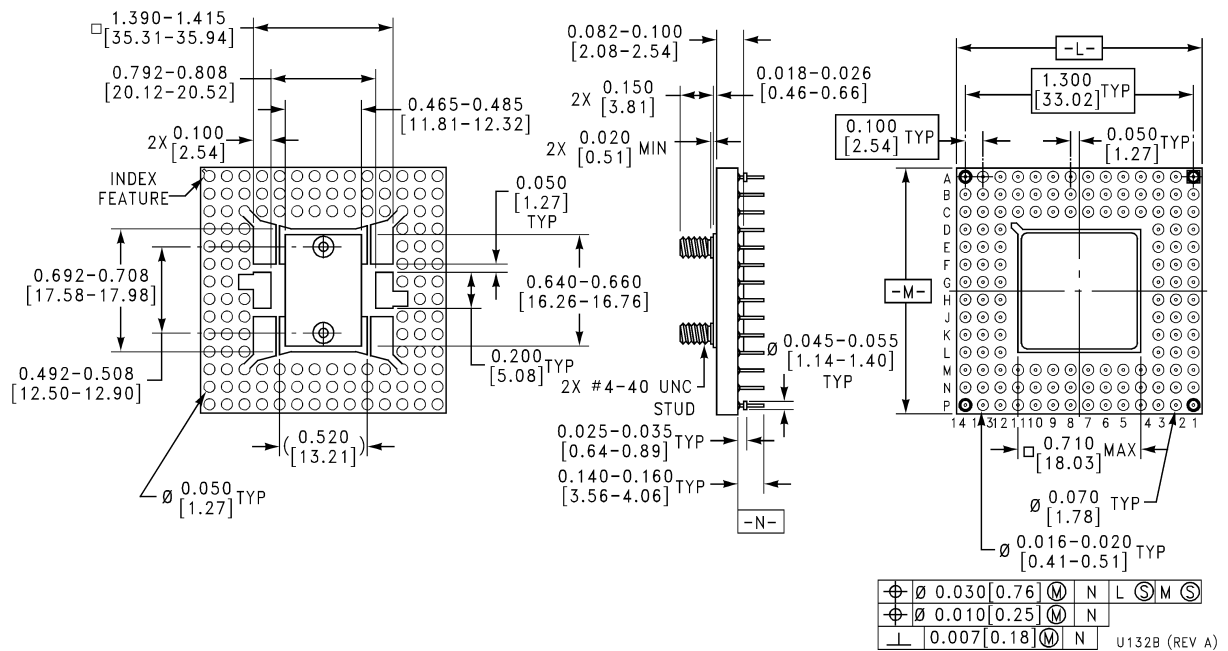 □ 1.390-1.415
[35.31-35.94]
0.792-0.808
[20.12-20.52]
0.465-0.485
[11.81-12.32]
2X 0.100
[2.54]
INDEX
FEATURE
0.050
[1.27]
TYP
0.692-0.708
[17.58-17.98]
0.640-0.660
[16.26-16.76]
0.492-0.508
[12.50-12.90]
0.200 TYP
[5.08]
(0.520)
[13.21]
Ø 0.050 TYP
[1.27]
0.082-0.100
[2.08-2.54]
0.018-0.026
[0.46-0.66]
2X 0.150
[3.81]
2X 0.020 MIN
[0.51]
Ø 0.045-0.055
[1.14-1.40]
TYP
2X #4-40 UNC
STUD
0.025-0.035 TYP
[0.64-0.89]
0.140-0.160 TYP
[3.56-4.06]
-N-
-L-
1.300 TYP
[33.02]
0.100 TYP
[2.54]
0.050 TYP
[1.27]
A
B
C
D
E
F
G
H
J
K
L
M
N
P
-M-
14 13 12 11 10 9 8 7 6 5 4 3 2 1
□ 0.710 MAX
[18.03]
Ø 0.070 TYP
[1.78]
Ø 0.016-0.020 TYP
[0.41-0.51]
⌖ Ø 0.030[0.76] Ⓜ N L Ⓢ M Ⓢ
⌖ Ø 0.010[0.25] Ⓜ N
⊥ 0.007[0.18] Ⓜ N
U132B (REV A)